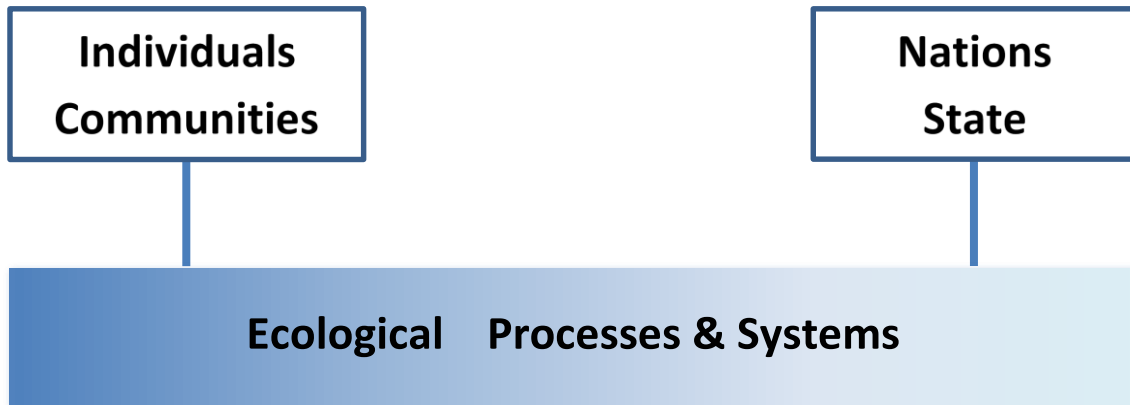 Individuals
Communities
Nations
State
Ecological Processes & Systems